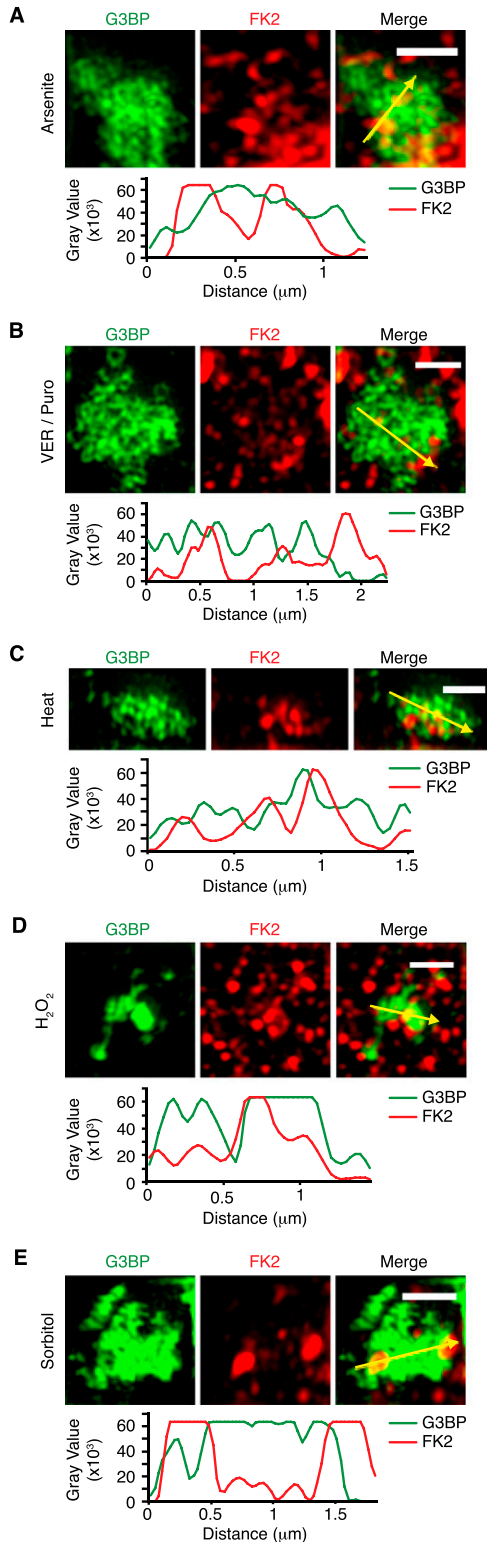 A
G3BP FK2 Merge
Arsenite
Gray Value
(x10³)
60
40
20
0
0 0.5 1
Distance (μm)
G3BP
FK2
B
G3BP FK2 Merge
VER / Puro
Gray Value
(x10³)
60
40
20
0
0 0.5 1 1.5 2
Distance (μm)
G3BP
FK2
C
G3BP FK2 Merge
Heat
Gray Value
(x10³)
60
40
20
0
0 0.5 1 1.5
Distance (μm)
G3BP
FK2
D
G3BP FK2 Merge
H₂O₂
Gray Value
(x10³)
60
40
20
0
0 0.5 1
Distance (μm)
G3BP
FK2
E
G3BP FK2 Merge
Sorbitol
Gray Value
(x10³)
60
40
20
0
0 0.5 1 1.5
Distance (μm)
G3BP
FK2